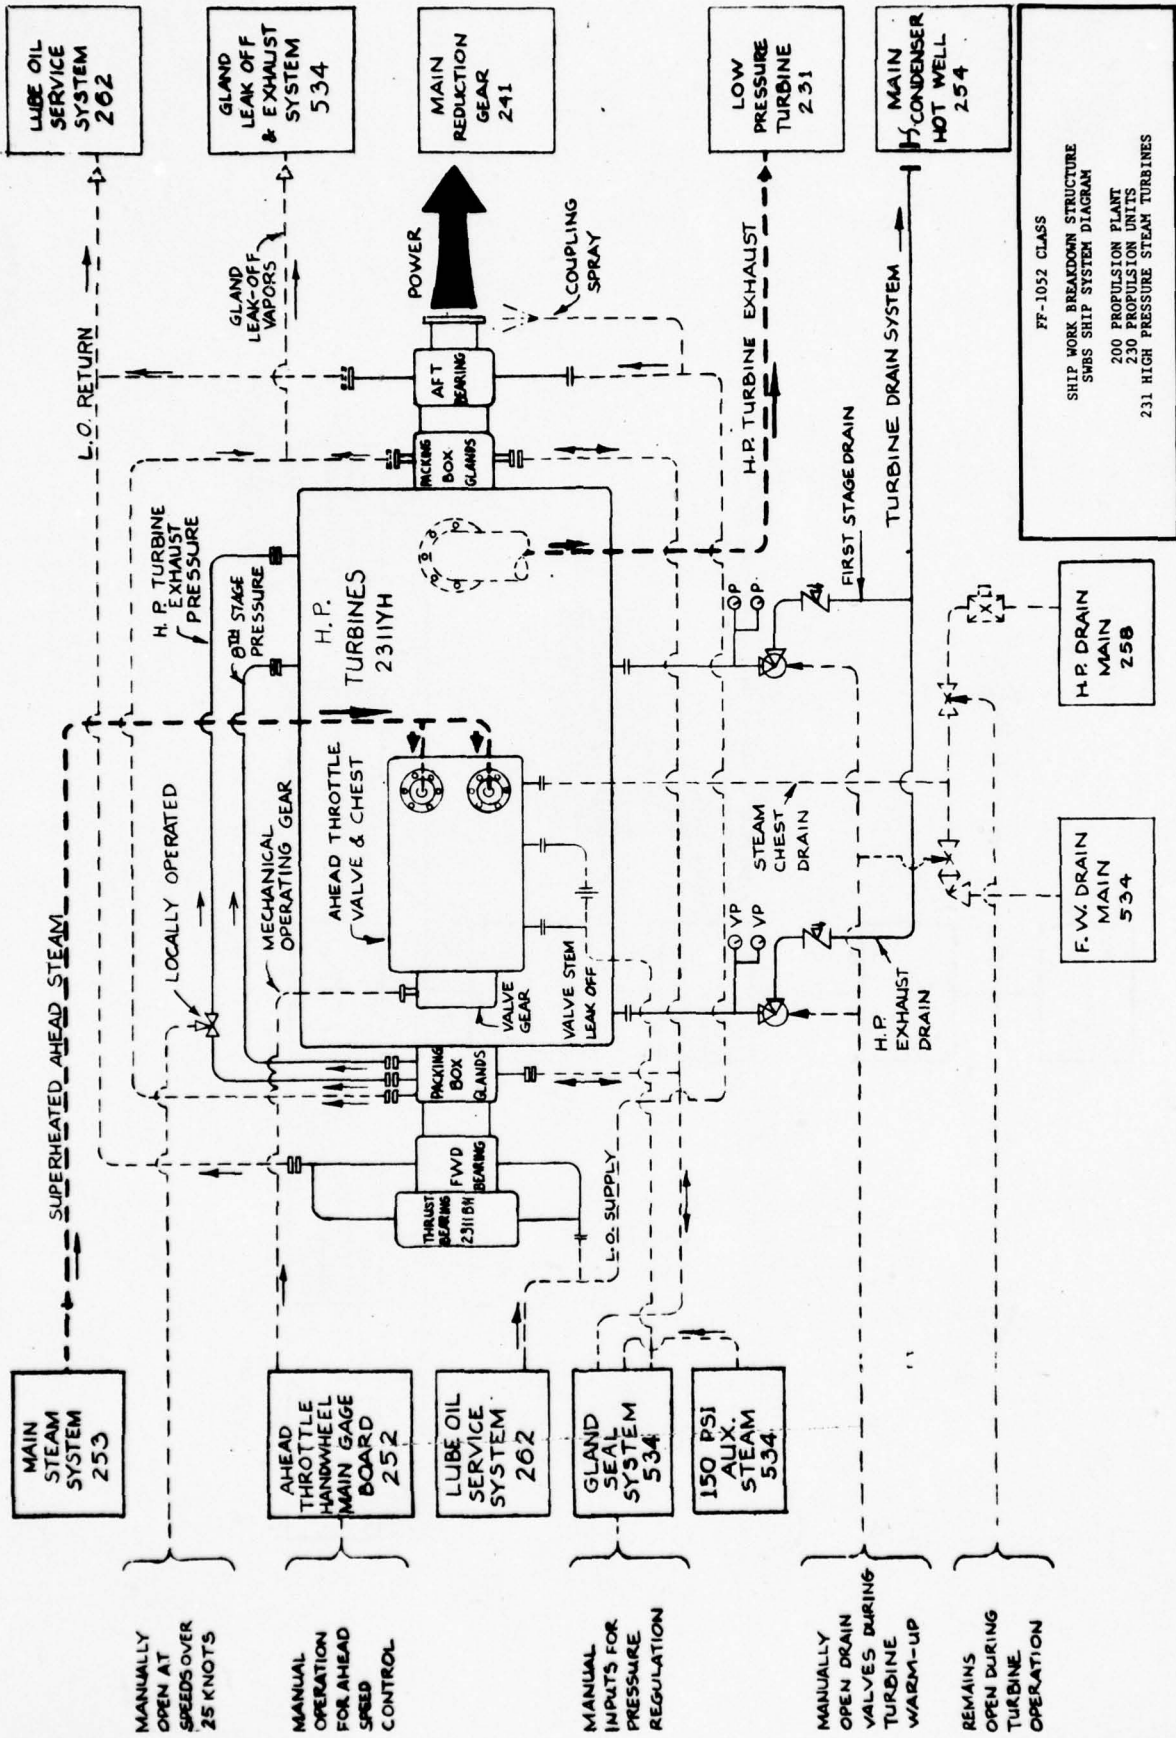 LUBE OIL
SERVICE
SYSTEM
262
GLAND
LEAK OFF
& EXHAUST
SYSTEM
534
MAIN
REDUCTION
GEAR
241
LOW
PRESSURE
TURBINE
231
MAIN
CONDENSER
HOT WELL
254
FF-1052 CLASS
SHIP WORK BREAKDOWN STRUCTURE
SWBS SHIP SYSTEM DIAGRAM
200 PROPULSION PLANT
230 PROPULSION UNITS
231 HIGH PRESSURE STEAM TURBINES
L.O. RETURN
GLAND
LEAK-OFF
VAPORS
POWER
COUPLING
SPRAY
H.P. TURBINE EXHAUST
TURBINE DRAIN SYSTEM
AFT
BEARING
PACKING
BOX
GLANDS
H.P. TURBINE
EXHAUST
PRESSURE
8TH STAGE
PRESSURE
H.P.
TURBINES
2311YH
P.
P.
FIRST STAGE DRAIN
H.P. DRAIN
MAIN
258
SUPERHEATED AHEAD STEAM
LOCALLY OPERATED
MECHANICAL
OPERATING GEAR
AHEAD THROTTLE
VALVE & CHEST
VALVE
GEAR
VALVE STEM
LEAK OFF
STEAM
CHEST
DRAIN
VP
VP
H.P.
EXHAUST
DRAIN
F.W. DRAIN
MAIN
534
PACKING
BOX
GLANDS
FWD
BEARING
THRUST
BEARING
2311BH
L.O. SUPPLY
MAIN
STEAM
SYSTEM
253
AHEAD
THROTTLE
HANDWHEEL
MAIN GAGE
BOARD
252
LUBE OIL
SERVICE
SYSTEM
262
GLAND
SEAL
SYSTEM
534
150 PSI
AUX.
STEAM
534
MANUALLY
OPEN AT
SPEEDS OVER
25 KNOTS
MANUAL
OPERATION
FOR AHEAD
SPEED
CONTROL
MANUAL
INPUTS FOR
PRESSURE
REGULATION
MANUALLY
OPEN DRAIN
VALVES DURING
TURBINE
WARM-UP
REMAINS
OPEN DURING
TURBINE
OPERATION